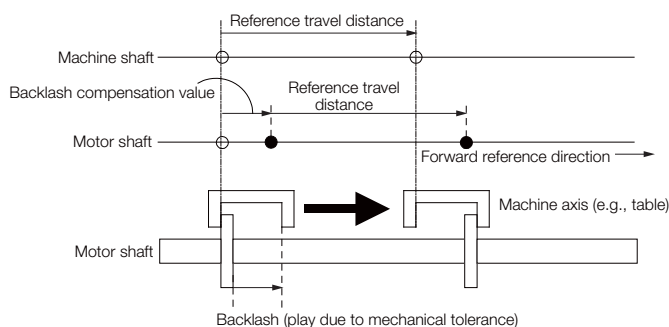 Reference travel distance
Machine shaft
Backlash compensation value
Reference travel
distance
Motor shaft
Forward reference direction
Machine axis (e.g., table)
Motor shaft
Backlash (play due to mechanical tolerance)